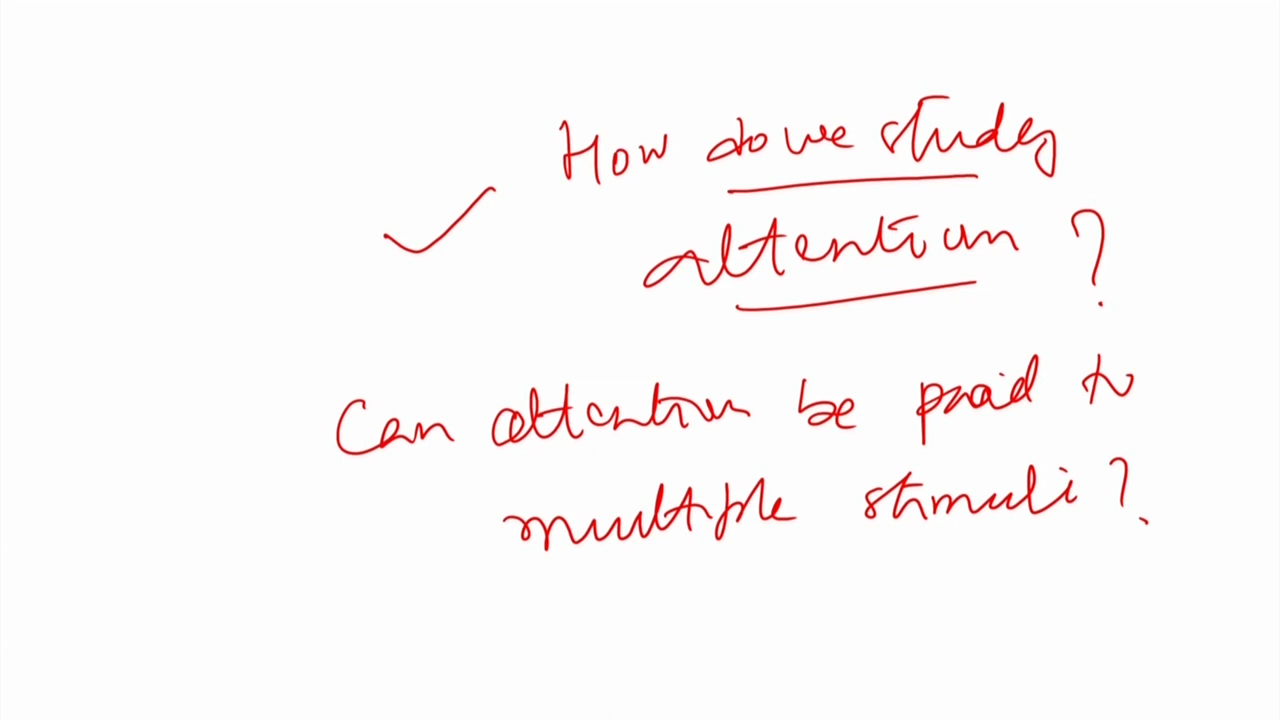 How do we study
attention ?
Can attention be paid to
multiple stimuli ?